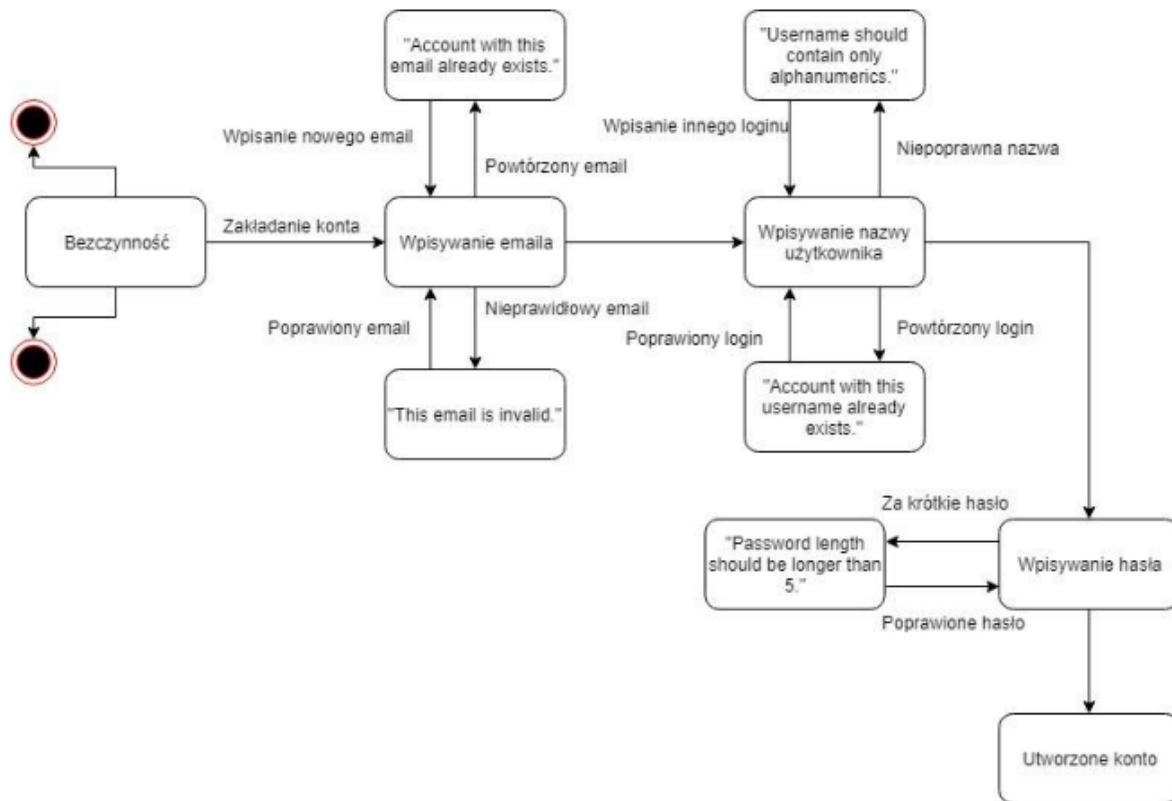 "Account with this
email already exists."
"Username should
contain only
alphanumerics."
Wpisanie nowego email
Powtórzony email
Wpisanie innego loginu
Niepoprawna nazwa
Bezczynność
Zakładanie konta
Wpisywanie emaila
Wpisywanie nazwy
użytkownika
Nieprawidłowy email
Poprawiony email
Powtórzony login
Poprawiony login
"This email is invalid."
"Account with this
username already
exists."
Za krótkie hasło
"Password length
should be longer than
5."
Wpisywanie hasła
Poprawione hasło
Utworzone konto